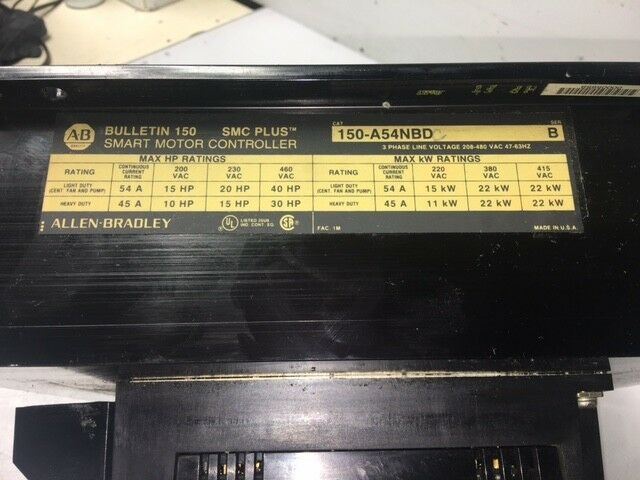 A-B
BULLETIN 150 SMC PLUS™
SMART MOTOR CONTROLLER
CAT 150-A54NBD SER B
3 PHASE LINE VOLTAGE 208-480 VAC 47-63HZ
MAX HP RATINGS
RATING CONTINUOUS CURRENT RATING 200 VAC 230 VAC 460 VAC
LIGHT DUTY (CENT. FAN AND PUMP) 54 A 15 HP 20 HP 40 HP
HEAVY DUTY 45 A 10 HP 15 HP 30 HP
MAX kW RATINGS
RATING CONTINUOUS CURRENT RATING 220 VAC 380 VAC 415 VAC
LIGHT DUTY (CENT. FAN AND PUMP) 54 A 15 kW 22 kW 22 kW
HEAVY DUTY 45 A 11 kW 22 kW 22 kW
ALLEN-BRADLEY
UL LISTED IND. CONT. EQ.
FAC. 1M
MADE IN U.S.A.